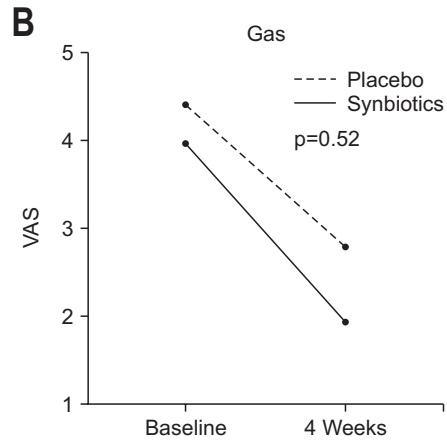 B
Gas
5
Placebo
Synbiotics
4
p=0.52
3
VAS
2
1
Baseline 4 Weeks